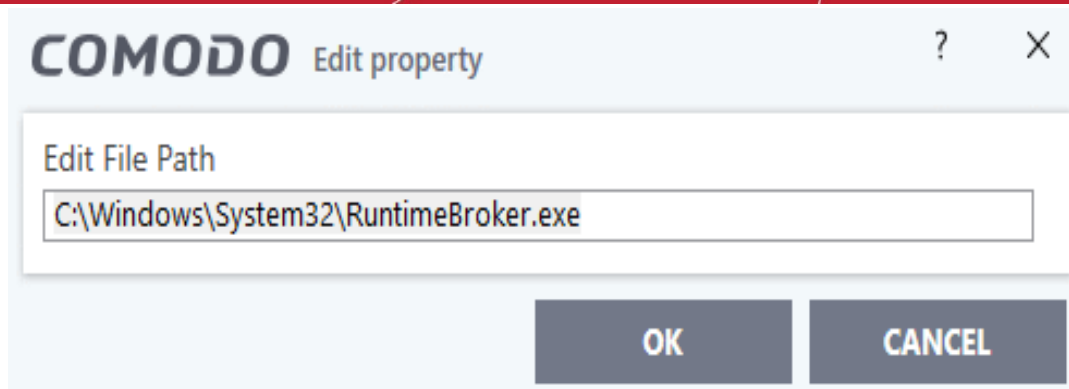 COMODO Edit property ? X
Edit File Path
C:\Windows\System32\RuntimeBroker.exe
OK CANCEL